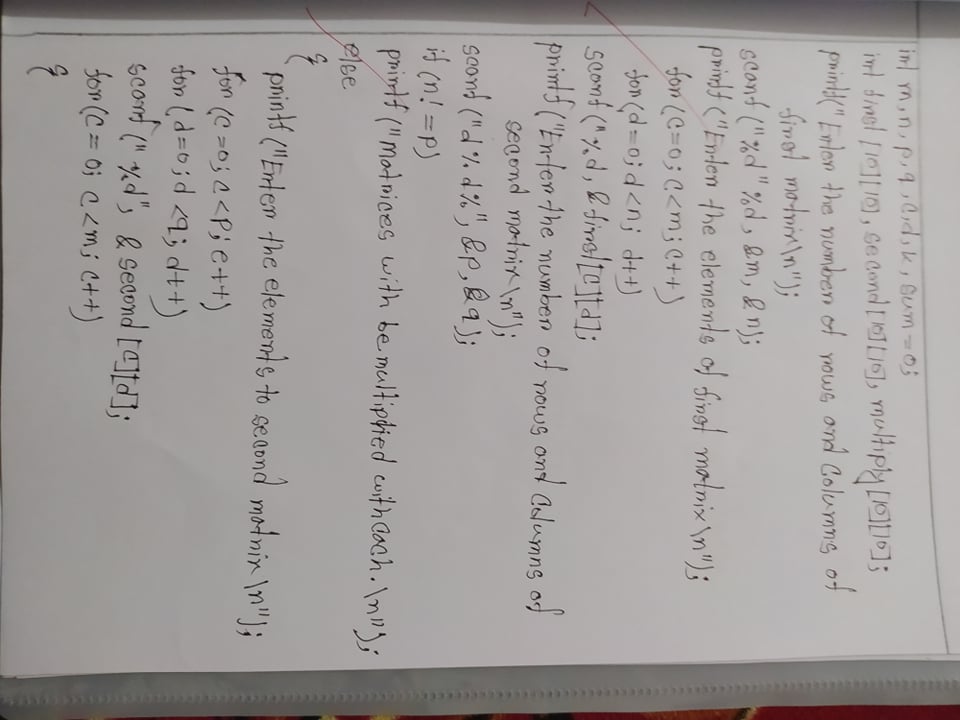 int m, n, p, q, c, d, k, sum = 0;
int first [10] [10], second [10] [10], multiply [10] [10];
printf("Enter the number of rows and Columns of
first matrix\n");
scanf ("%d" %d, &m, &n);
printf ("Enter the elements of first matrix\n");
for (c=0; c<m; c++)
for (d=0; d<n; d++)
scanf ("%d, &first [c][d];
printf ("Enter the number of rows and columns of
second matrix\n");
scanf ("d%d%", &p, &q);
if (n! = p)
printf ("Matrices with be multiplied with each. \n");
else
{
printf ("Enter the elements to second matrix \n");
for (c=0; c<p; c++)
for (d=0; d<q; d++)
scanf ("%d", & second [c][d];
for (c=0; c<m; c++)
{